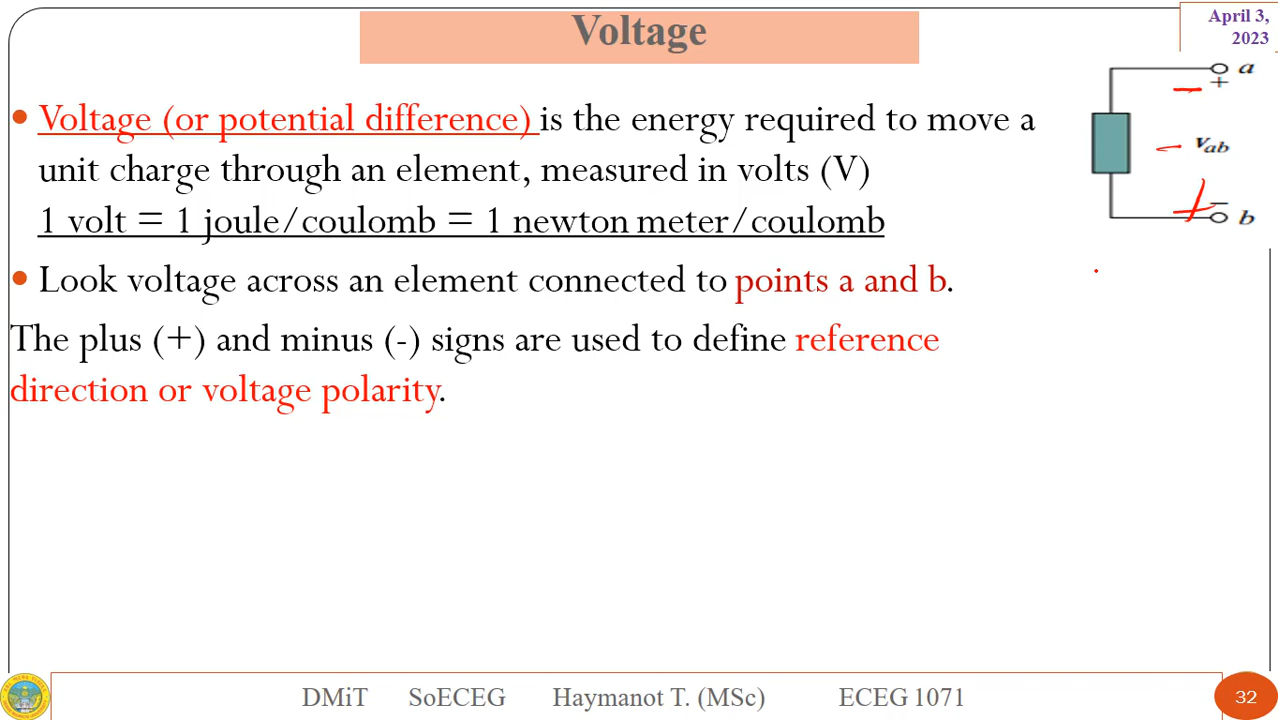 Voltage
April 3,
2023
• Voltage (or potential difference) is the energy required to move a
unit charge through an element, measured in volts (V)
1 volt = 1 joule/coulomb = 1 newton meter/coulomb
• Look voltage across an element connected to points a and b.
The plus (+) and minus (-) signs are used to define reference
direction or voltage polarity.
a
+
−
− vab
+
−
b
DMiT SoECEG Haymanot T. (MSc) ECEG 1071
32